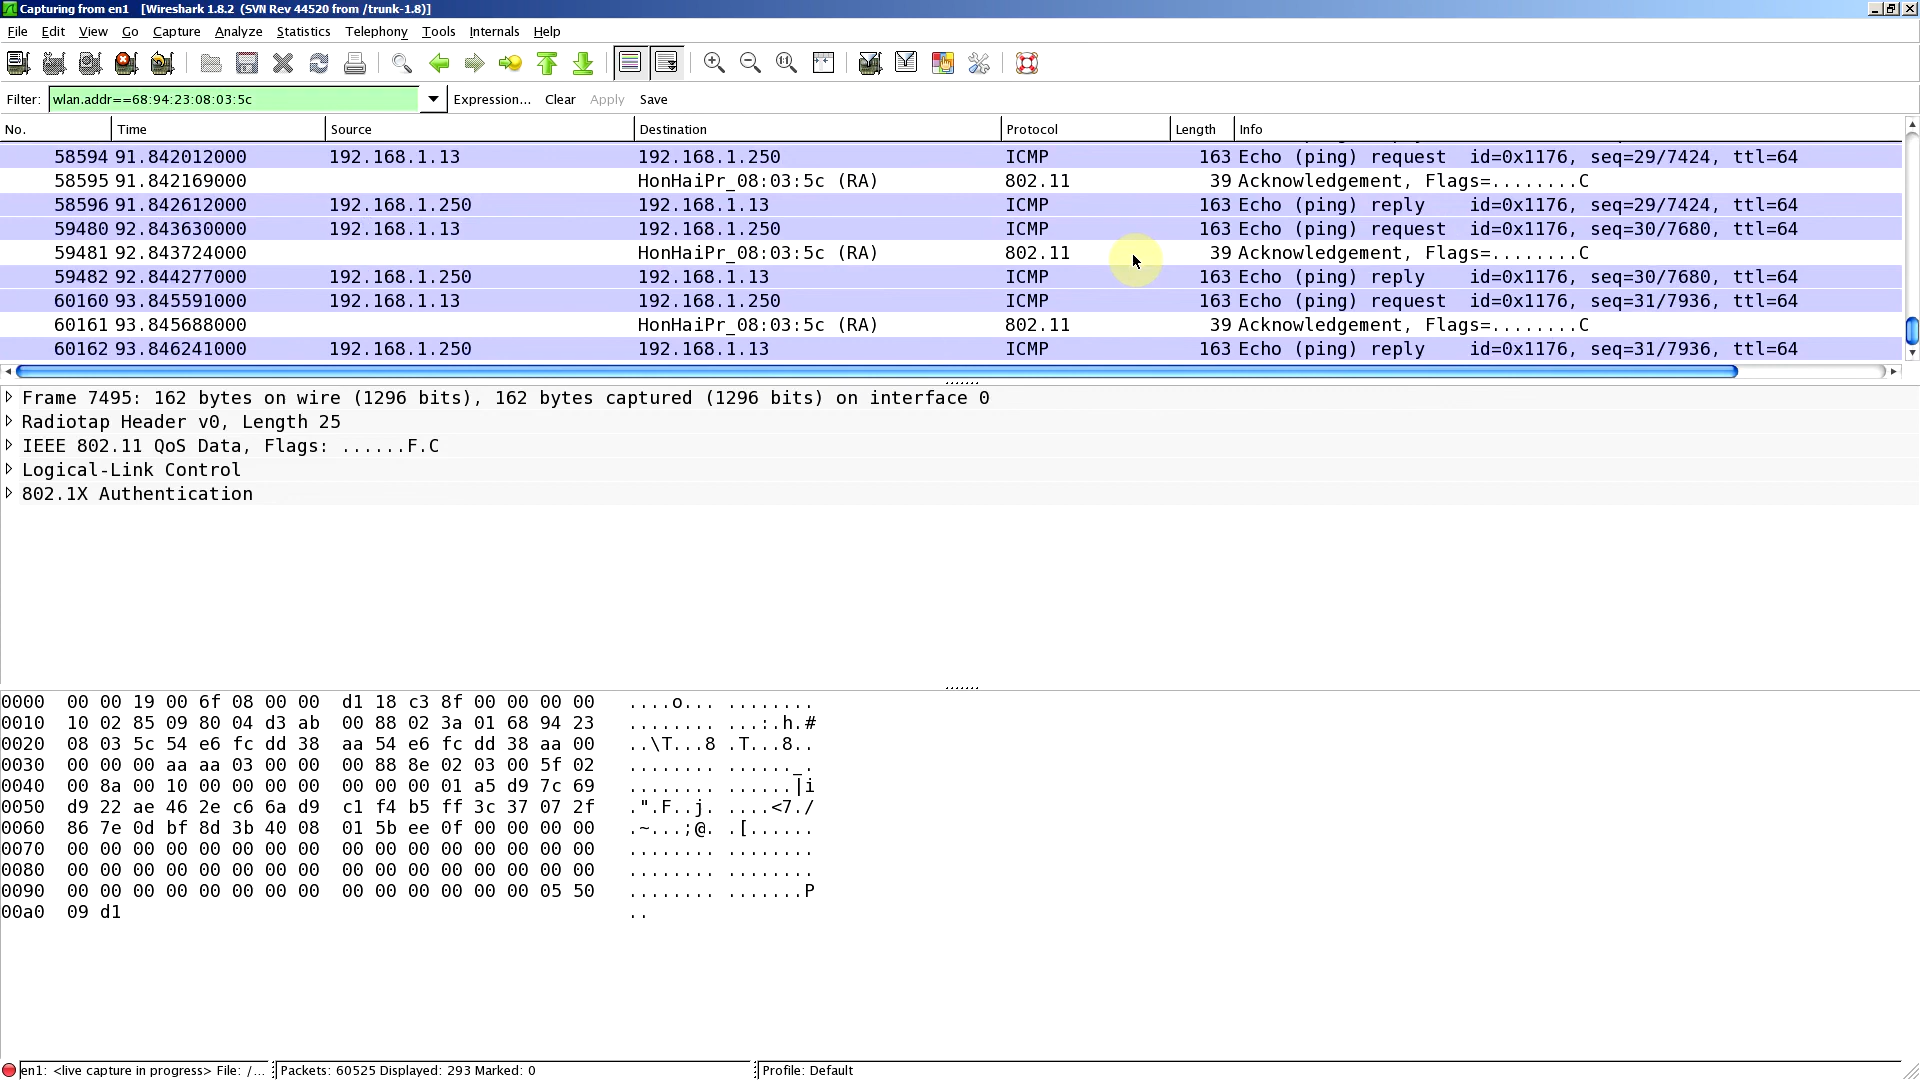 Capturing from en1 [Wireshark 1.8.2 (SVN Rev 44520 from /trunk-1.8)]
File Edit View Go Capture Analyze Statistics Telephony Tools Internals Help
Filter: wlan.addr==68:94:23:08:03:5c Expression... Clear Apply Save
No. Time Source Destination Protocol Length Info
58594 91.842012000 192.168.1.13 192.168.1.250 ICMP 163 Echo (ping) request id=0x1176, seq=29/7424, ttl=64
58595 91.842169000 HonHaiPr_08:03:5c (RA) 802.11 39 Acknowledgement, Flags=........C
58596 91.842612000 192.168.1.250 192.168.1.13 ICMP 163 Echo (ping) reply id=0x1176, seq=29/7424, ttl=64
59480 92.843630000 192.168.1.13 192.168.1.250 ICMP 163 Echo (ping) request id=0x1176, seq=30/7680, ttl=64
59481 92.843724000 HonHaiPr_08:03:5c (RA) 802.11 39 Acknowledgement, Flags=........C
59482 92.844277000 192.168.1.250 192.168.1.13 ICMP 163 Echo (ping) reply id=0x1176, seq=30/7680, ttl=64
60160 93.845591000 192.168.1.13 192.168.1.250 ICMP 163 Echo (ping) request id=0x1176, seq=31/7936, ttl=64
60161 93.845688000 HonHaiPr_08:03:5c (RA) 802.11 39 Acknowledgement, Flags=........C
60162 93.846241000 192.168.1.250 192.168.1.13 ICMP 163 Echo (ping) reply id=0x1176, seq=31/7936, ttl=64
Frame 7495: 162 bytes on wire (1296 bits), 162 bytes captured (1296 bits) on interface 0
Radiotap Header v0, Length 25
IEEE 802.11 QoS Data, Flags: ......F.C
Logical-Link Control
802.1X Authentication
0000 00 00 19 00 6f 08 00 00 d1 18 c3 8f 00 00 00 00 ....o... ........
0010 10 02 85 09 80 04 d3 ab 00 88 02 3a 01 68 94 23 ........ ...:.h.#
0020 08 03 5c 54 e6 fc dd 38 aa 54 e6 fc dd 38 aa 00 ..\T...8 .T...8..
0030 00 00 00 aa aa 03 00 00 00 88 8e 02 03 00 5f 02 ........ ......_.
0040 00 8a 00 10 00 00 00 00 00 00 00 01 a5 d9 7c 69 ........ ......|i
0050 d9 22 ae 46 2e c6 6a d9 c1 f4 b5 ff 3c 37 07 2f .".F..j. ....<7./
0060 86 7e 0d bf 8d 3b 40 08 01 5b ee 0f 00 00 00 00 .~...;@. .[......
0070 00 00 00 00 00 00 00 00 00 00 00 00 00 00 00 00 ........ ........
0080 00 00 00 00 00 00 00 00 00 00 00 00 00 00 00 00 ........ ........
0090 00 00 00 00 00 00 00 00 00 00 00 00 00 00 05 50 ........ .......P
00a0 09 d1 ..
en1: <live capture in progress> File: /... Packets: 60525 Displayed: 293 Marked: 0 Profile: Default